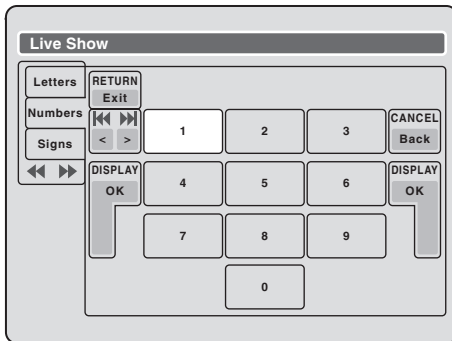 Live Show
Letters
Numbers
Signs
RETURN
Exit
< >
1 2 3
CANCEL
Back
DISPLAY
OK
4 5 6
DISPLAY
OK
7 8 9
0